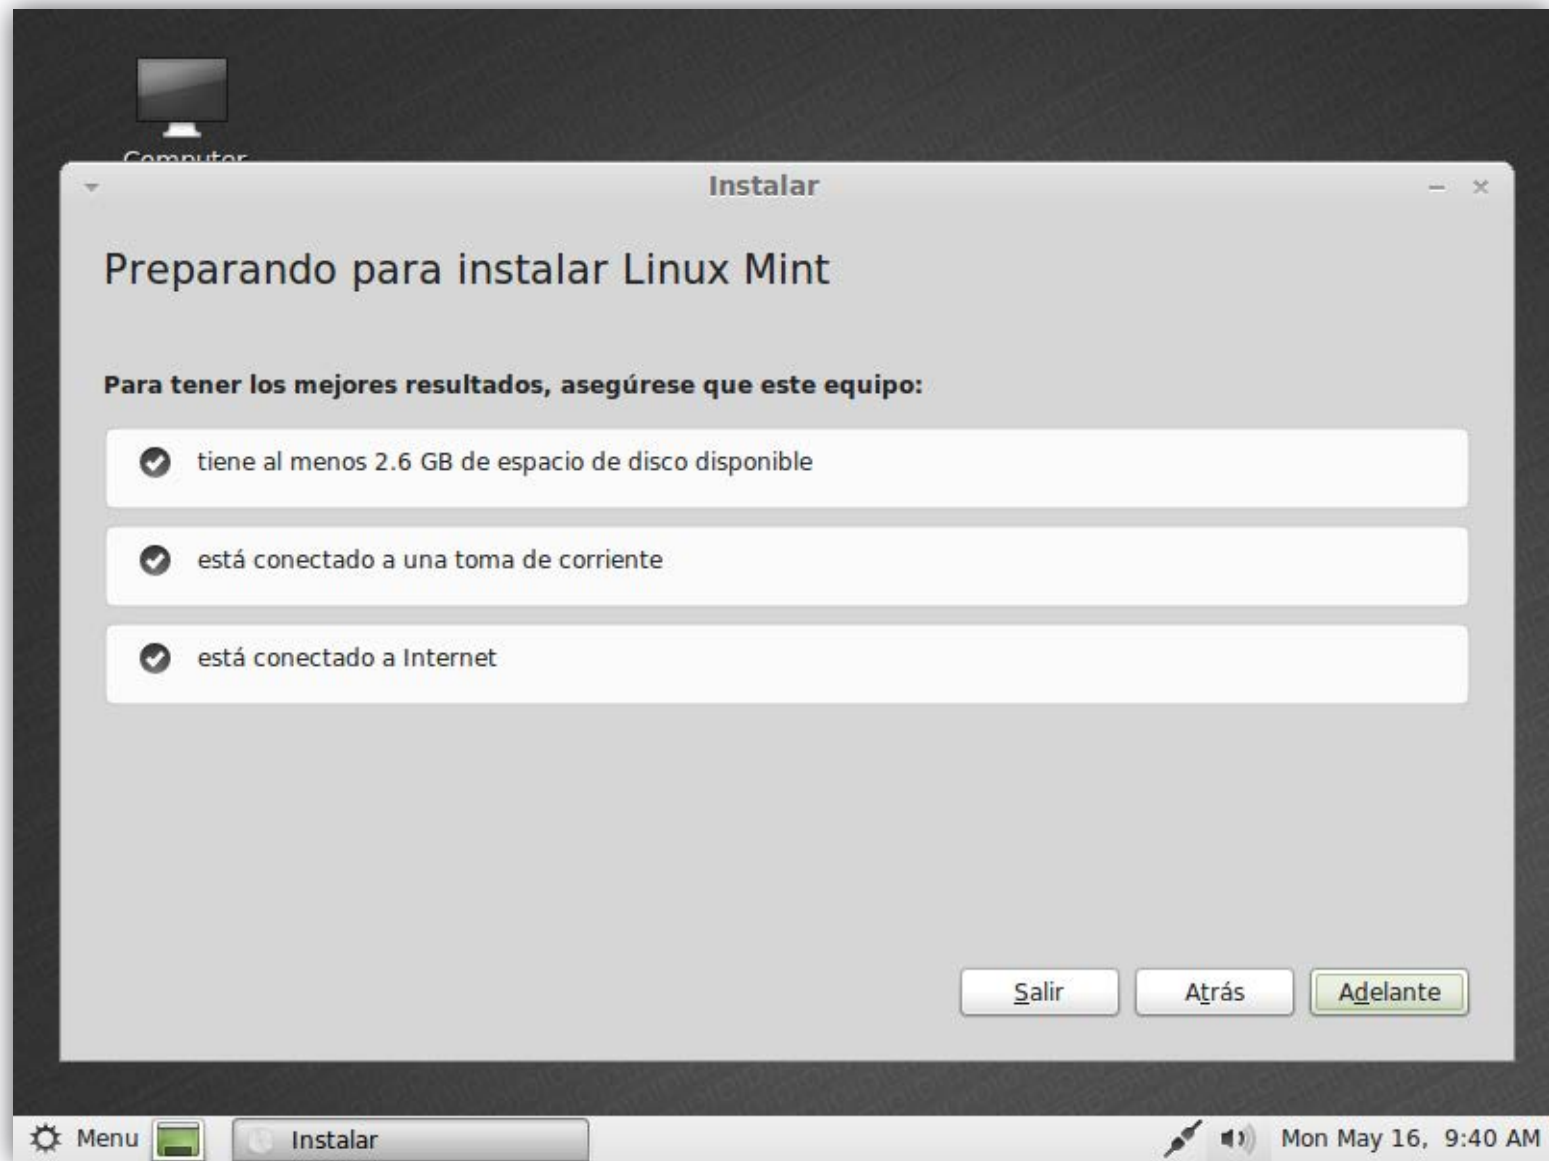 Computer
Instalar
Preparando para instalar Linux Mint
Para tener los mejores resultados, asegúrese que este equipo:
tiene al menos 2.6 GB de espacio de disco disponible
está conectado a una toma de corriente
está conectado a Internet
Salir
Atrás
Adelante
Menu
Instalar
Mon May 16, 9:40 AM